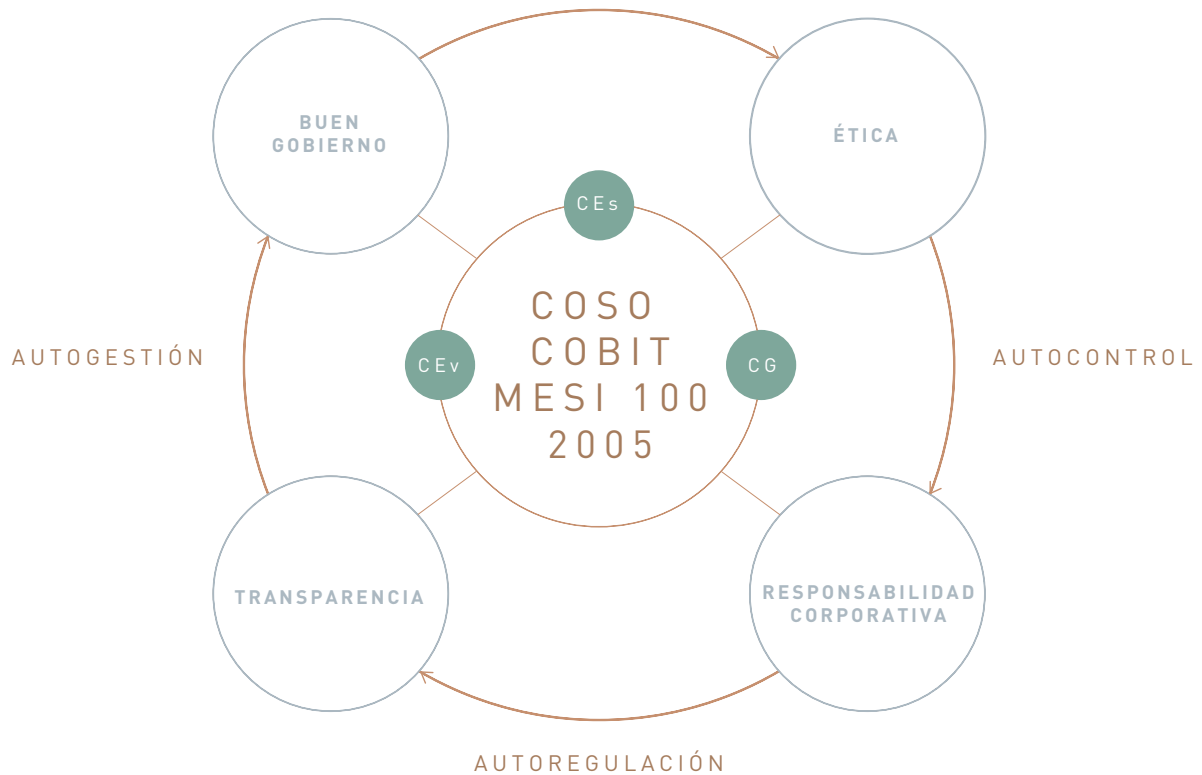 BUEN
GOBIERNO
ÉTICA
CEs
COSO
COBIT
MESI 100
2005
CEv
CG
AUTOGESTIÓN
AUTOCONTROL
TRANSPARENCIA
RESPONSABILIDAD
CORPORATIVA
AUTOREGULACIÓN